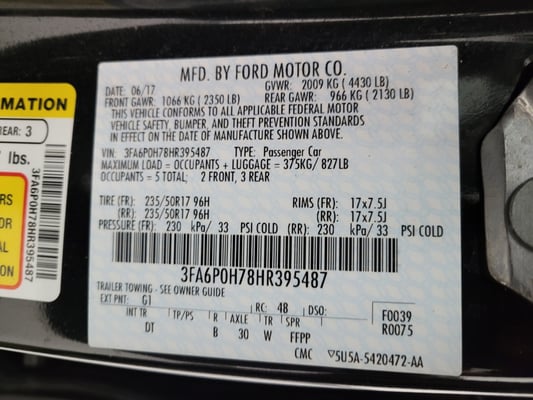 MFD. BY FORD MOTOR CO.
DATE: 06/17 GVWR: 2009 KG ( 4430 LB)
FRONT GAWR: 1066 KG ( 2350 LB) REAR GAWR: 966 KG ( 2130 LB)
THIS VEHICLE CONFORMS TO ALL APPLICABLE FEDERAL MOTOR
VEHICLE SAFETY, BUMPER, AND THEFT PREVENTION STANDARDS
IN EFFECT ON THE DATE OF MANUFACTURE SHOWN ABOVE.
VIN: 3FA6P0H78HR395487 TYPE: Passenger Car
MAXIMUM LOAD = OCCUPANTS + LUGGAGE = 375KG/ 827LB
OCCUPANTS = 5 TOTAL: 2 FRONT, 3 REAR
TIRE (FR): 235/50R17 96H RIMS (FR): 17x7.5J
(RR): 235/50R17 96H (RR): 17x7.5J
PRESSURE (FR): 230 kPa/ 33 PSI COLD (RR): 230 kPa/ 33 PSI COLD
3FA6P0H78HR395487
TRAILER TOWING - SEE OWNER GUIDE
EXT PNT: G1 RC: 48 DSO: F0039
INT TR TP/PS R AXLE TR SPR R0075
DT B 30 W FFPP
CMC 5U5A-5420472-AA
ORMATION
REAR: 3
lbs.
3FA6P0H78HR395487
OR
AL
ION